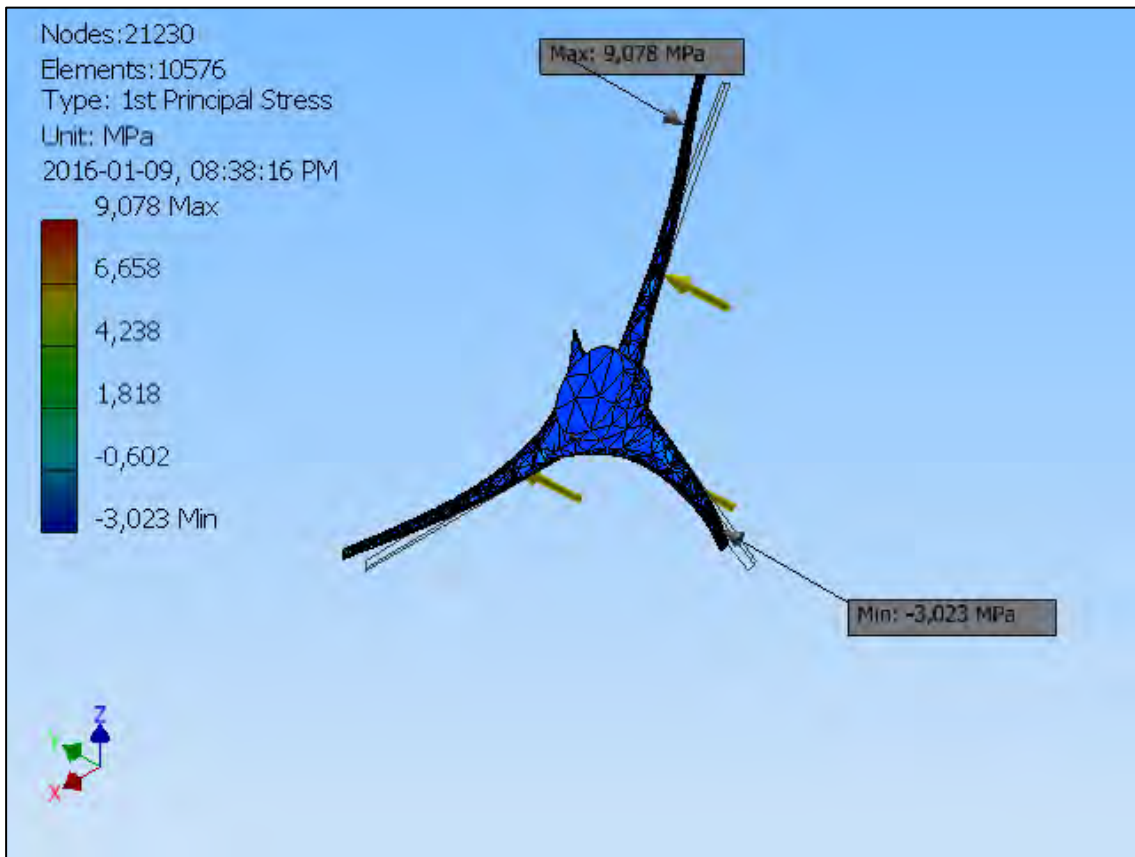 Nodes:21230
Elements:10576
Type: 1st Principal Stress
Unit: MPa
2016-01-09, 08:38:16 PM
9,078 Max
6,658
4,238
1,818
-0,602
-3,023 Min
Max: 9,078 MPa
Min: -3,023 MPa
Z
Y
X